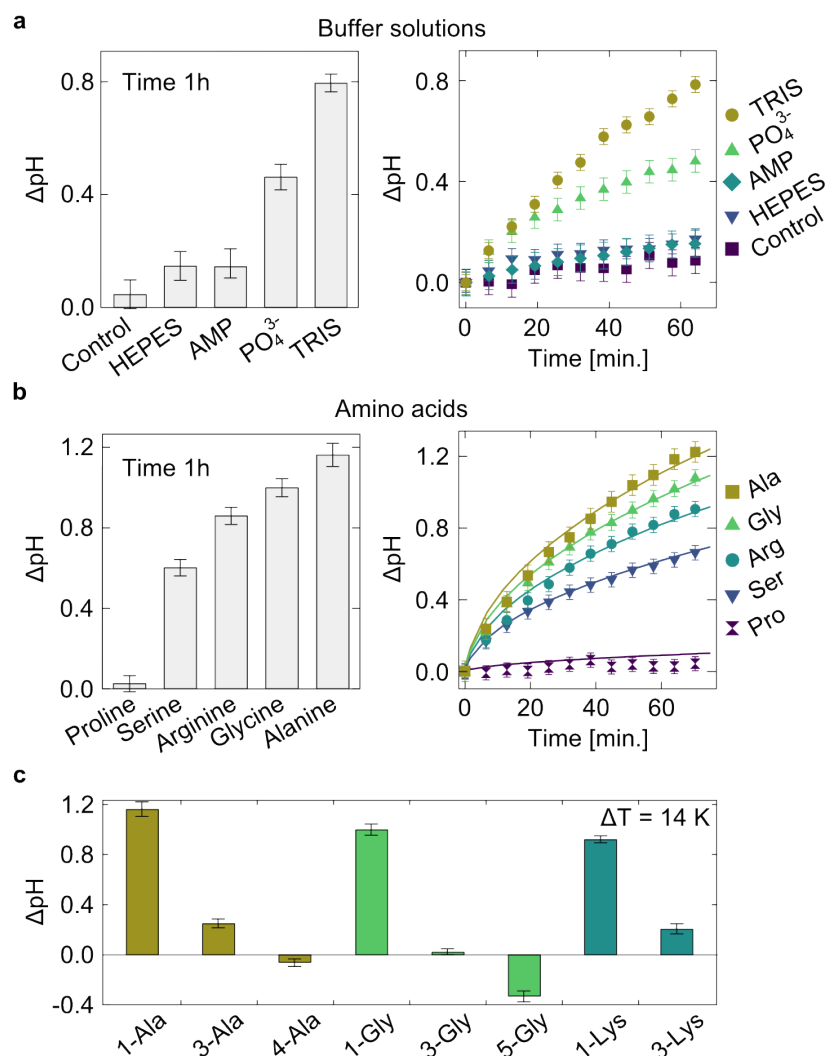 a
Buffer solutions
Time 1h
ΔpH
0.8
0.4
0.0
Control
HEPES
AMP
PO₄³⁻
TRIS
ΔpH
0.8
0.4
0.0
0 20 40 60
Time [min.]
TRIS
PO₄³⁻
AMP
HEPES
Control
b
Amino acids
Time 1h
ΔpH
1.2
0.8
0.4
0.0
Proline
Serine
Arginine
Glycine
Alanine
ΔpH
1.2
0.8
0.4
0.0
0 20 40 60
Time [min.]
Ala
Gly
Arg
Ser
Pro
c
ΔT = 14 K
ΔpH
1.2
0.8
0.4
0.0
-0.4
1-Ala
3-Ala
4-Ala
1-Gly
3-Gly
5-Gly
1-Lys
3-Lys